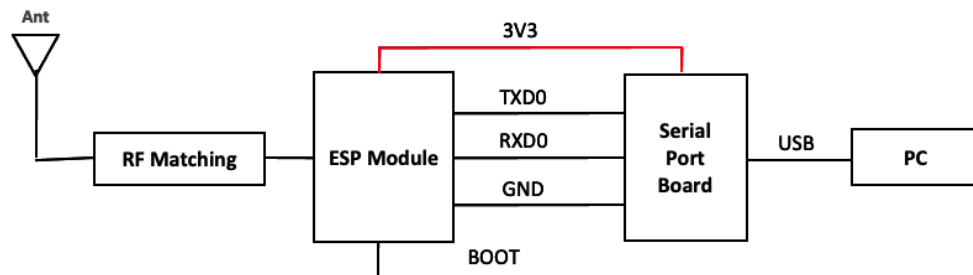 Ant
3V3
TXD0
RF Matching
ESP Module
RXD0
Serial
Port
Board
USB
PC
GND
BOOT